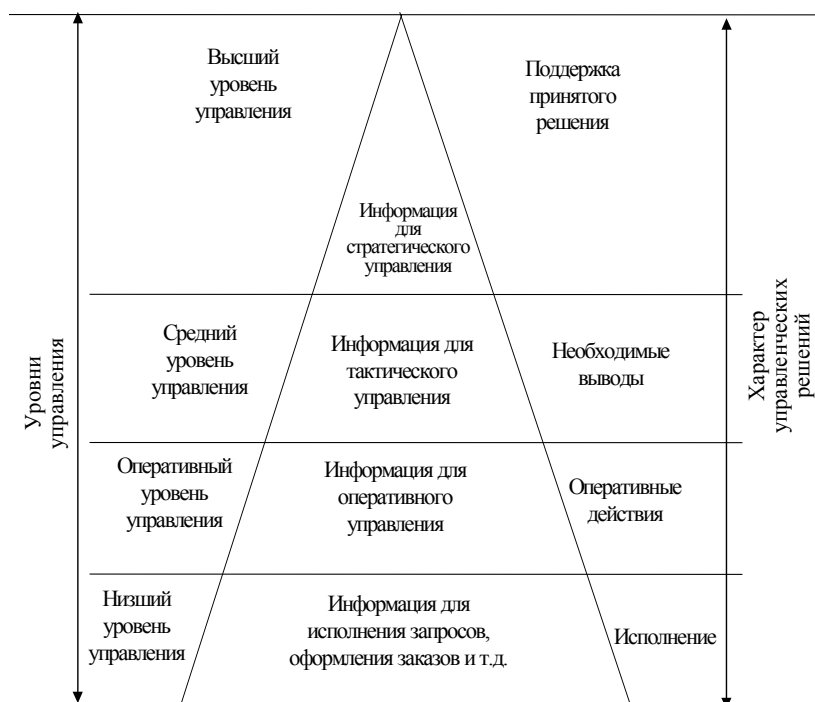 Высший
уровень
управления
Поддержка
принятого
решения
Информация
для
стратегического
управления
Средний
уровень
управления
Информация для
тактического
управления
Необходимые
выводы
Оперативный
уровень
управления
Информация для
оперативного
управления
Оперативные
действия
Низший
уровень
управления
Информация для
исполнения запросов,
оформления заказов и т.д.
Исполнение
Уровни
управления
Характер
управленческих
решений